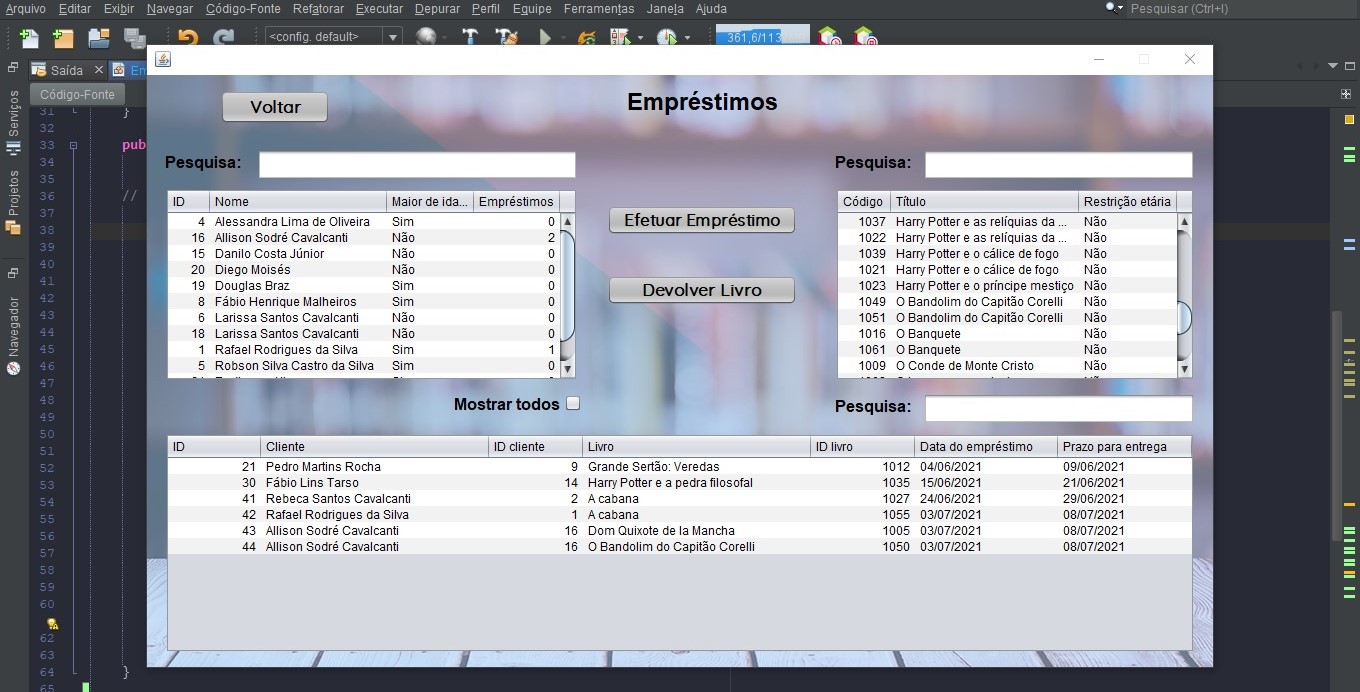 Arquivo Editar Exibir Navegar Código-Fonte Refatorar Executar Depurar Perfil Equipe Ferramentas Janela Ajuda Pesquisar (Ctrl+I)
<config. default> 361,6/113
Saída
Código-Fonte
Serviços
Projetos
Navegador
31 }
32
33 pub
34
35
36 //
37
38
39
40
41
42
43
44
45
46
47
48
49
50
51
52
53
54
55
56
57
58
59
60
62
63
64 }
65
Voltar
Empréstimos
Pesquisa:
ID Nome Maior de ida... Empréstimos
4 Alessandra Lima de Oliveira Sim 0
16 Allison Sodré Cavalcanti Não 2
15 Danilo Costa Júnior Não 0
20 Diego Moisés Não 0
19 Douglas Braz Sim 0
8 Fábio Henrique Malheiros Sim 0
6 Larissa Santos Cavalcanti Não 0
18 Larissa Santos Cavalcanti Não 0
1 Rafael Rodrigues da Silva Sim 1
5 Robson Silva Castro da Silva Sim 0
Efetuar Empréstimo
Devolver Livro
Pesquisa:
Código Título Restrição etária
1037 Harry Potter e as relíquias da ... Não
1022 Harry Potter e as relíquias da ... Não
1039 Harry Potter e o cálice de fogo Não
1021 Harry Potter e o cálice de fogo Não
1023 Harry Potter e o príncipe mestiço Não
1049 O Bandolim do Capitão Corelli Não
1051 O Bandolim do Capitão Corelli Não
1016 O Banquete Não
1061 O Banquete Não
1009 O Conde de Monte Cristo Não
Mostrar todos
Pesquisa:
ID Cliente ID cliente Livro ID livro Data do empréstimo Prazo para entrega
21 Pedro Martins Rocha 9 Grande Sertão: Veredas 1012 04/06/2021 09/06/2021
30 Fábio Lins Tarso 14 Harry Potter e a pedra filosofal 1035 15/06/2021 21/06/2021
41 Rebeca Santos Cavalcanti 2 A cabana 1027 24/06/2021 29/06/2021
42 Rafael Rodrigues da Silva 1 A cabana 1055 03/07/2021 08/07/2021
43 Allison Sodré Cavalcanti 16 Dom Quixote de la Mancha 1005 03/07/2021 08/07/2021
44 Allison Sodré Cavalcanti 16 O Bandolim do Capitão Corelli 1050 03/07/2021 08/07/2021